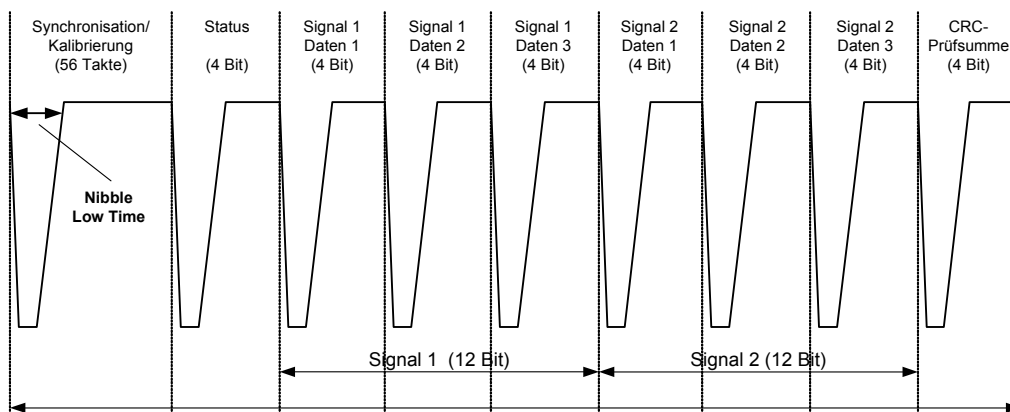 Synchronisation/
Kalibrierung
(56 Takte)
Status
(4 Bit)
Signal 1
Daten 1
(4 Bit)
Signal 1
Daten 2
(4 Bit)
Signal 1
Daten 3
(4 Bit)
Signal 2
Daten 1
(4 Bit)
Signal 2
Daten 2
(4 Bit)
Signal 2
Daten 3
(4 Bit)
CRC-
Prüfsumme
(4 Bit)
Nibble
Low Time
Signal 1 (12 Bit)
Signal 2 (12 Bit)